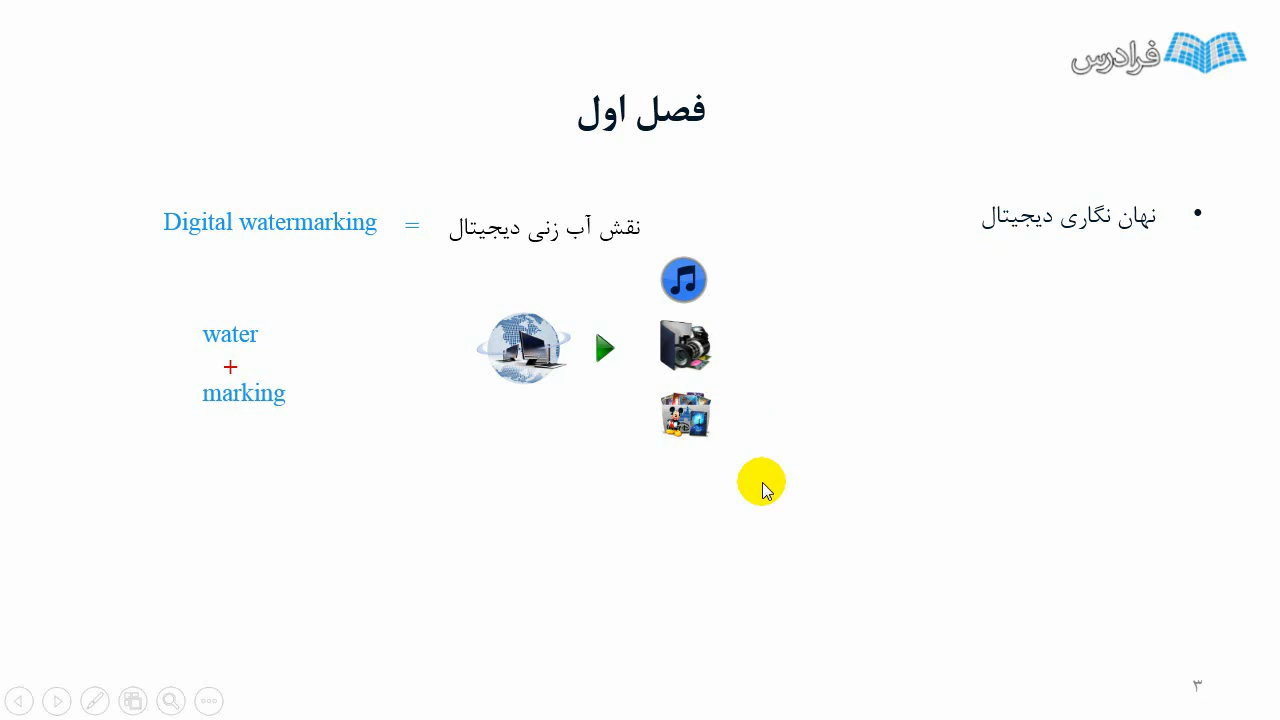 فرادرس
فصل اول
• نهان نگاری دیجیتال
نقش آب زنی دیجیتال = Digital watermarking
water
+
marking
۳